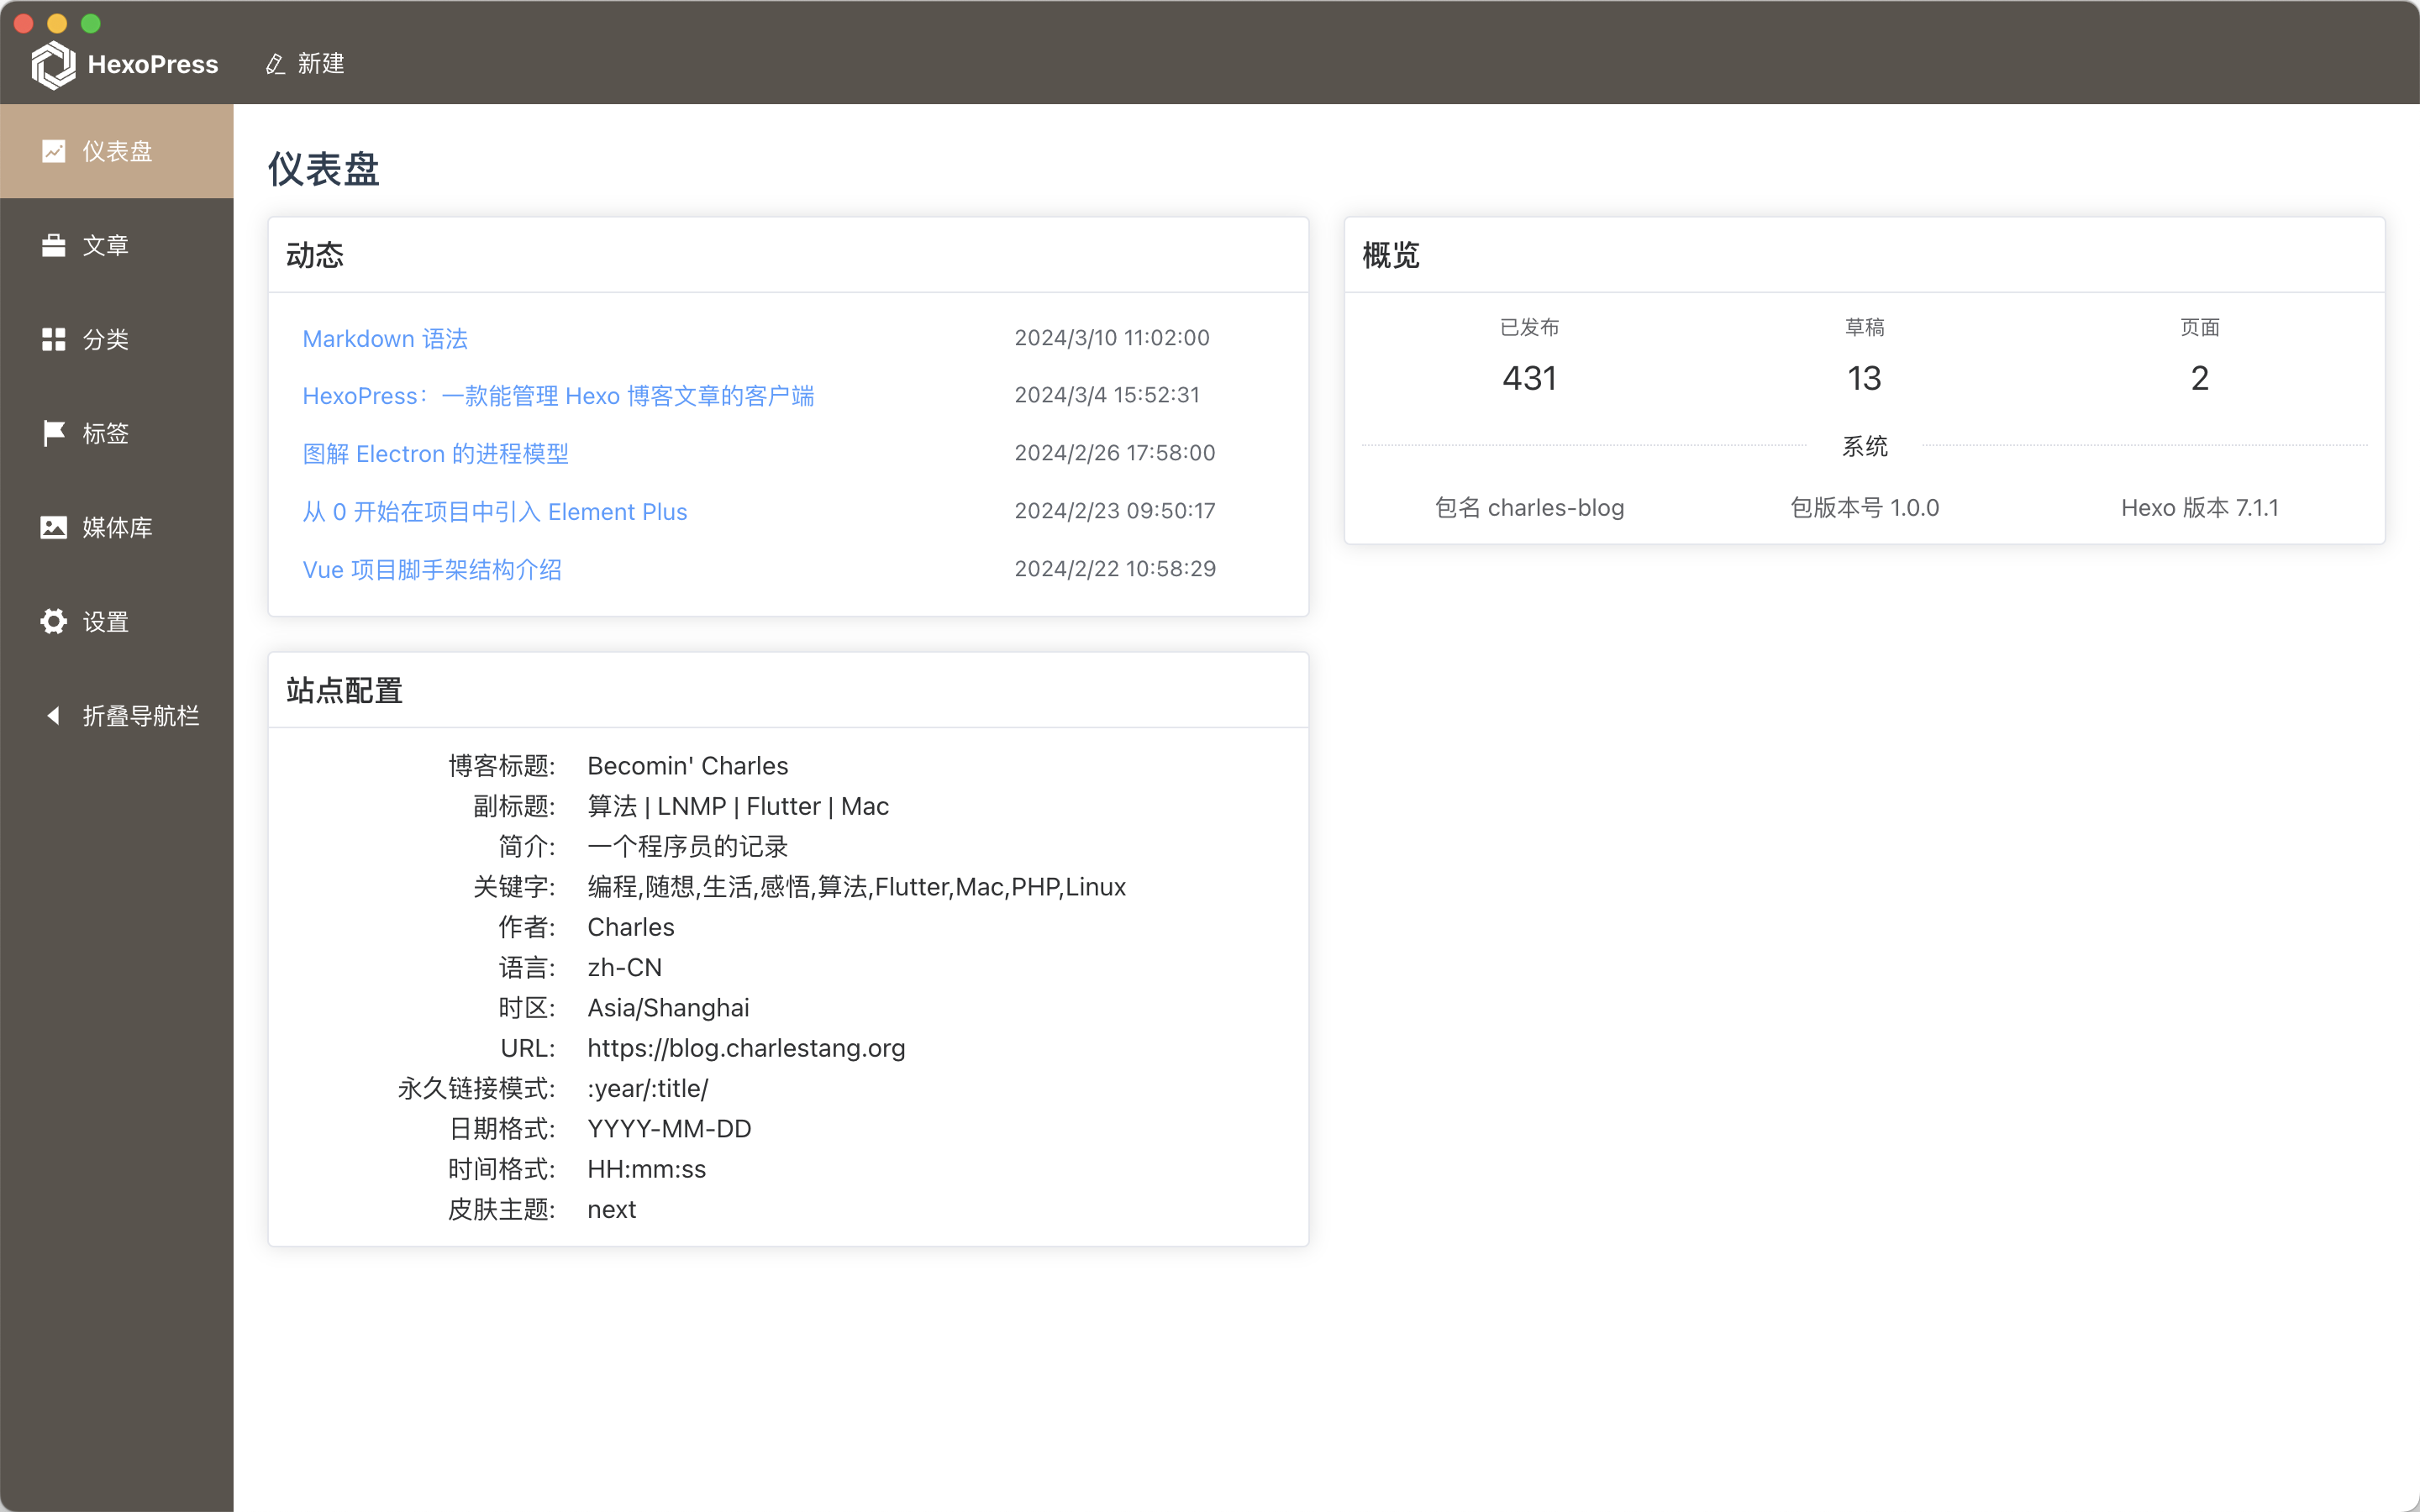 HexoPress
新建
仪表盘
文章
分类
标签
媒体库
设置
折叠导航栏
仪表盘
动态
Markdown 语法 2024/3/10 11:02:00
HexoPress：一款能管理 Hexo 博客文章的客户端 2024/3/4 15:52:31
图解 Electron 的进程模型 2024/2/26 17:58:00
从 0 开始在项目中引入 Element Plus 2024/2/23 09:50:17
Vue 项目脚手架结构介绍 2024/2/22 10:58:29
概览
已发布 草稿 页面
431 13 2
系统
包名 charles-blog 包版本号 1.0.0 Hexo 版本 7.1.1
站点配置
博客标题: Becomin' Charles
副标题: 算法 | LNMP | Flutter | Mac
简介: 一个程序员的记录
关键字: 编程,随想,生活,感悟,算法,Flutter,Mac,PHP,Linux
作者: Charles
语言: zh-CN
时区: Asia/Shanghai
URL: https://blog.charlestang.org
永久链接模式: :year/:title/
日期格式: YYYY-MM-DD
时间格式: HH:mm:ss
皮肤主题: next